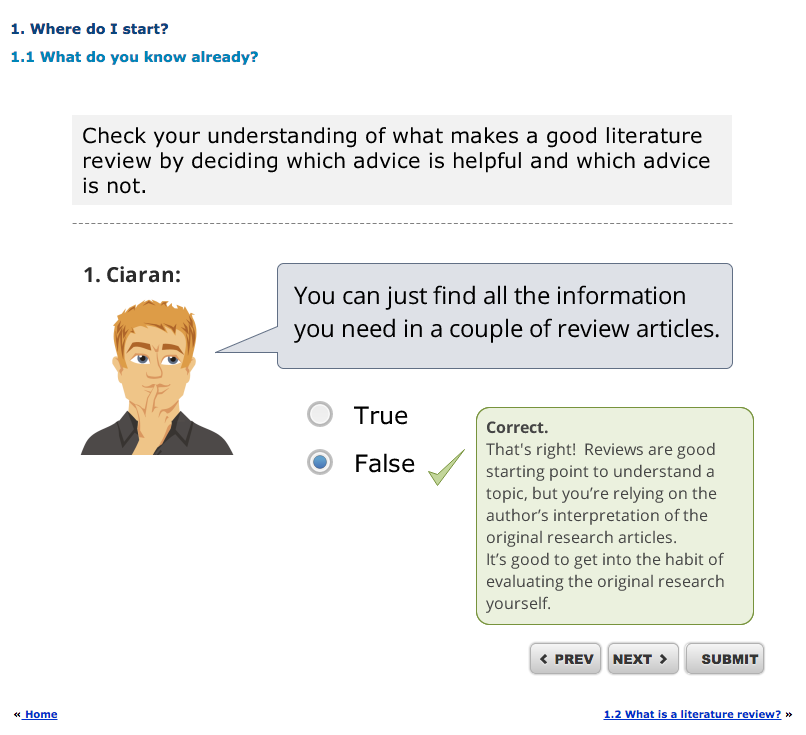 1. Where do I start?
1.1 What do you know already?
Check your understanding of what makes a good literature
review by deciding which advice is helpful and which advice
is not.
1. Ciaran:
You can just find all the information
you need in a couple of review articles.
True
False
Correct.
That's right!  Reviews are good
starting point to understand a
topic, but you’re relying on the
author’s interpretation of the
original research articles.
It’s good to get into the habit of
evaluating the original research
yourself.
< PREV
NEXT >
SUBMIT
« Home
1.2 What is a literature review? »